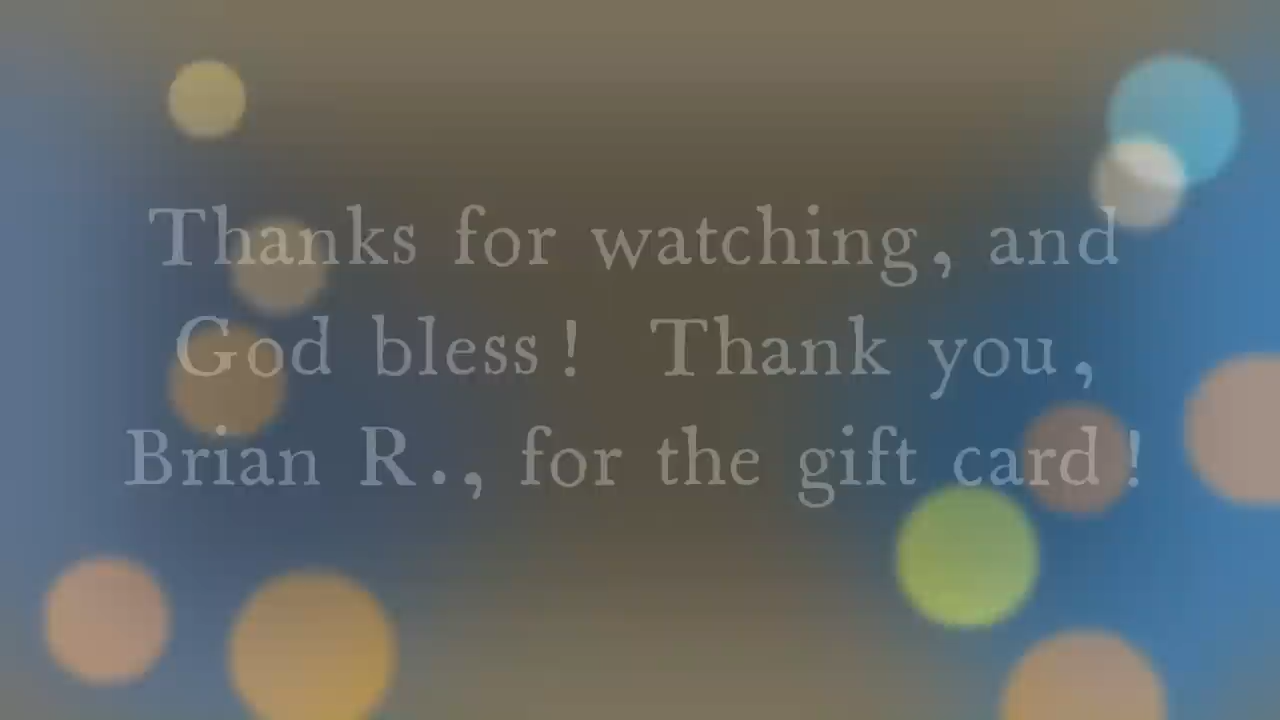 Thanks for watching, and
God bless! Thank you,
Brian R., for the gift card!